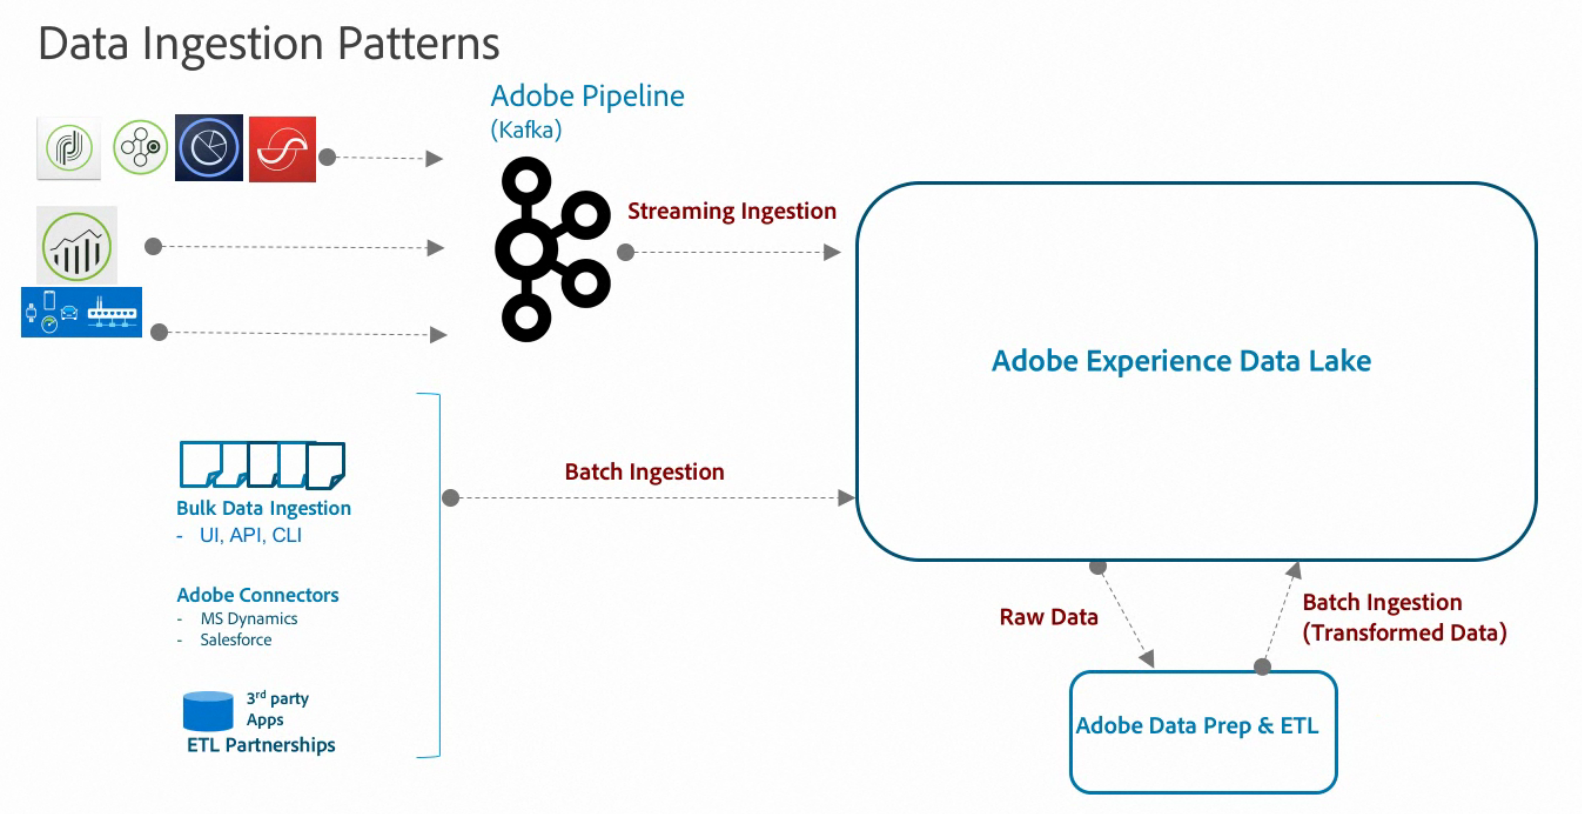 Data Ingestion Patterns
Adobe Pipeline
(Kafka)
Streaming Ingestion
Adobe Experience Data Lake
Batch Ingestion
Bulk Data Ingestion
- UI, API, CLI
Adobe Connectors
- MS Dynamics
- Salesforce
3rd party
Apps
ETL Partnerships
Raw Data
Batch Ingestion
(Transformed Data)
Adobe Data Prep & ETL